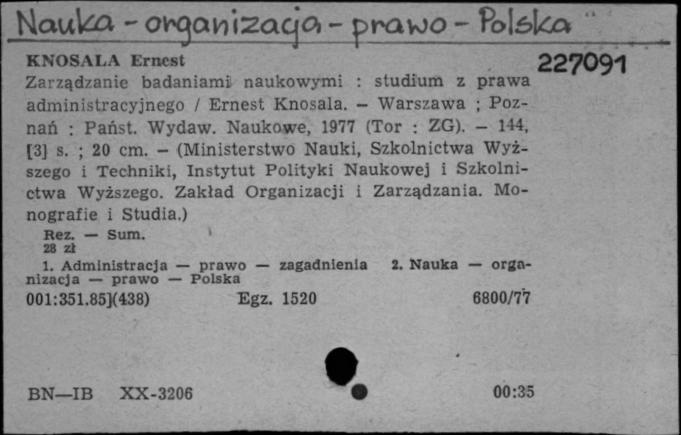 Nauka - organizacja - prawo - Polska
KNOSALA Ernest
227091
Zarządzanie badaniami naukowymi : studium z prawa
administracyjnego / Ernest Knosala. — Warszawa ; Poz-
nań : Państ. Wydaw. Naukowe, 1977 (Tor : ZG). — 144,
[3] s. ; 20 cm. — (Ministerstwo Nauki, Szkolnictwa Wyż-
szego i Techniki, Instytut Polityki Naukowej i Szkolni-
ctwa Wyższego. Zakład Organizacji i Zarządzania. Mo-
nografie i Studia.)
Rez. — Sum.
28 zł
1. Administracja — prawo — zagadnienia 2. Nauka — orga-
nizacja — prawo — Polska
001:351.85](438) Egz. 1520 6800/77
BN—IB XX-3206 00:35